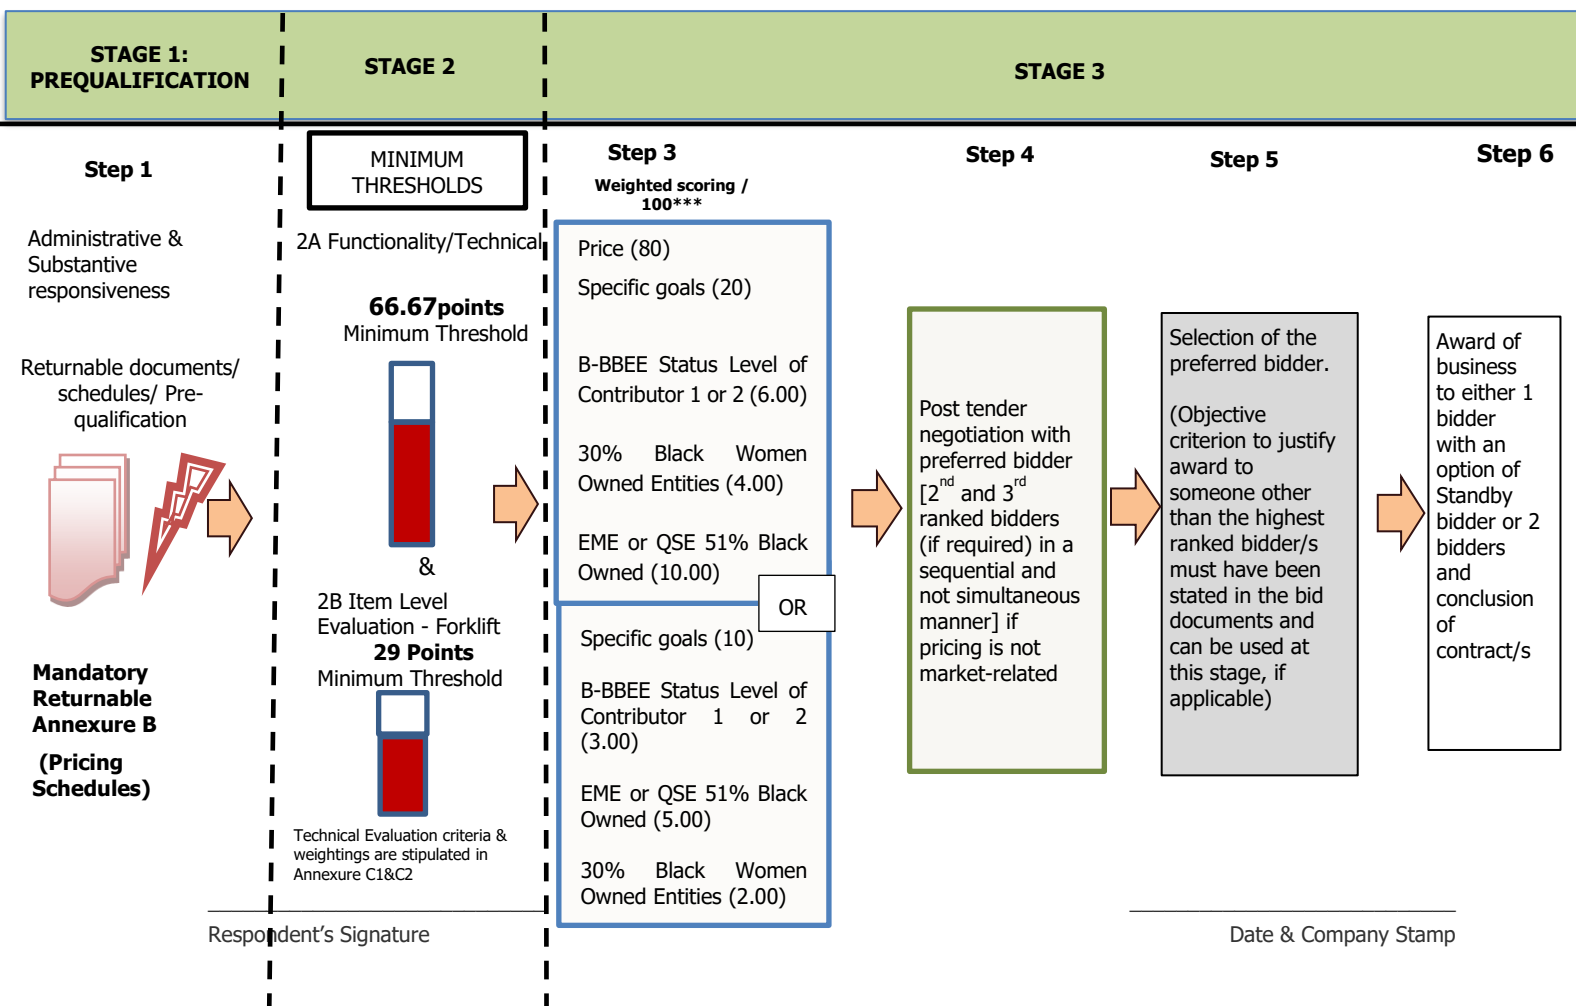 STAGE 1:
PREQUALIFICATION
STAGE 2
STAGE 3
Step 1
Administrative &
Substantive
responsiveness
Returnable documents/
schedules/ Pre-
qualification
Mandatory
Returnable
Annexure B
(Pricing
Schedules)
MINIMUM
THRESHOLDS
2A Functionality/Technical
66.67points
Minimum Threshold
&
2B Item Level
Evaluation - Forklift
29 Points
Minimum Threshold
Technical Evaluation criteria &
weightings are stipulated in
Annexure C1&C2
Step 3
Weighted scoring /
100***
Price (80)
Specific goals (20)
B-BBEE Status Level of
Contributor 1 or 2 (6.00)
30% Black Women
Owned Entities (4.00)
EME or QSE 51% Black
Owned (10.00)
OR
Specific goals (10)
B-BBEE Status Level of
Contributor 1 or 2
(3.00)
EME or QSE 51% Black
Owned (5.00)
30% Black Women
Owned Entities (2.00)
Step 4
Post tender
negotiation with
preferred bidder
[2nd and 3rd
ranked bidders
(if required) in a
sequential and
not simultaneous
manner] if
pricing is not
market-related
Step 5
Selection of the
preferred bidder.
(Objective
criterion to justify
award to
someone other
than the highest
ranked bidder/s
must have been
stated in the bid
documents and
can be used at
this stage, if
applicable)
Step 6
Award of
business
to either 1
bidder
with an
option of
Standby
bidder or 2
bidders
and
conclusion
of
contract/s
Respondent's Signature
Date & Company Stamp